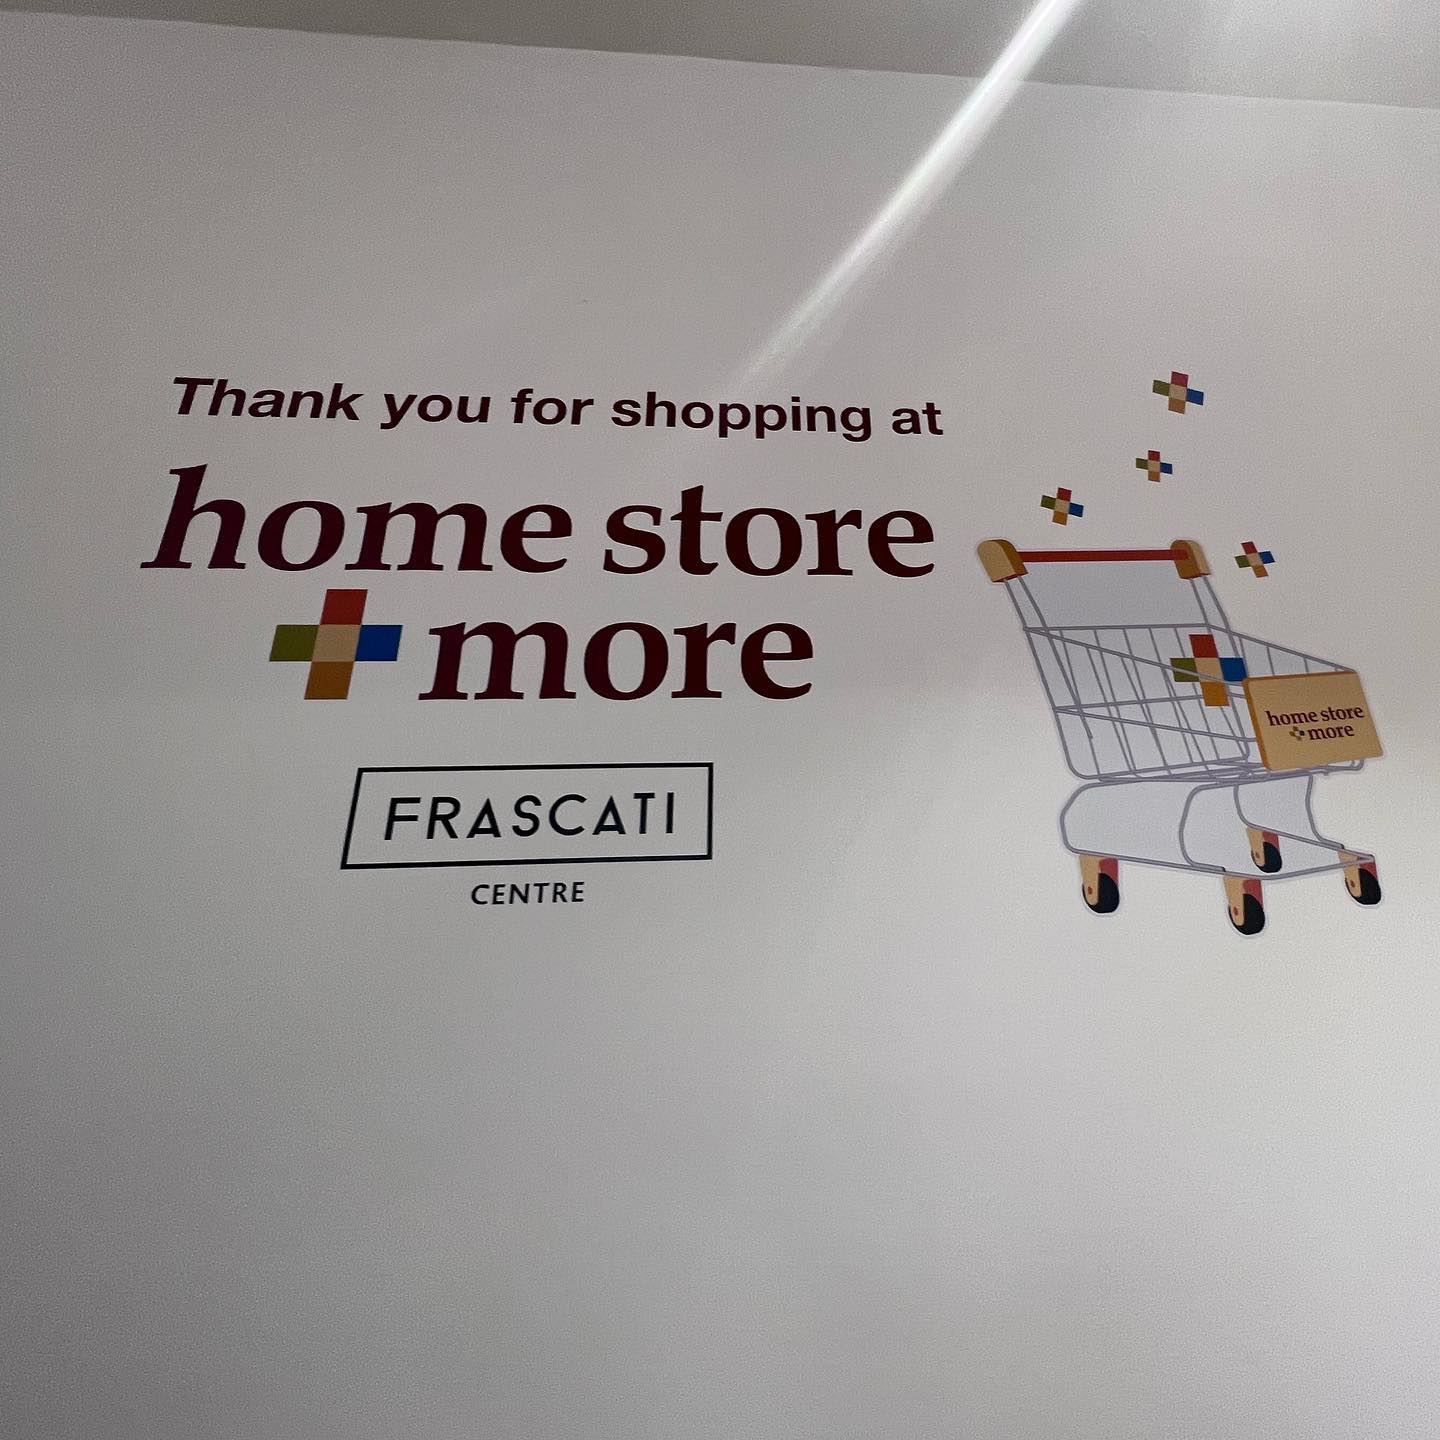 Thank you for shopping at
home store
+ more
FRASCATI
CENTRE
home store
+ more